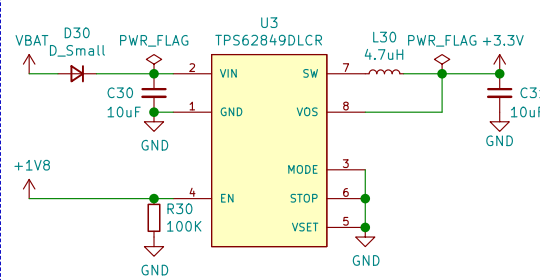 U3
TPS62849DLCR
VBAT
D30
D_Small
PWR_FLAG
L30
4.7uH
PWR_FLAG
+3.3V
2
VIN
SW
7
C30
10uF
1
GND
VOS
8
10uF
GND
GND
+1V8
MODE
3
4
EN
STOP
6
R30
100K
VSET
5
GND
GND